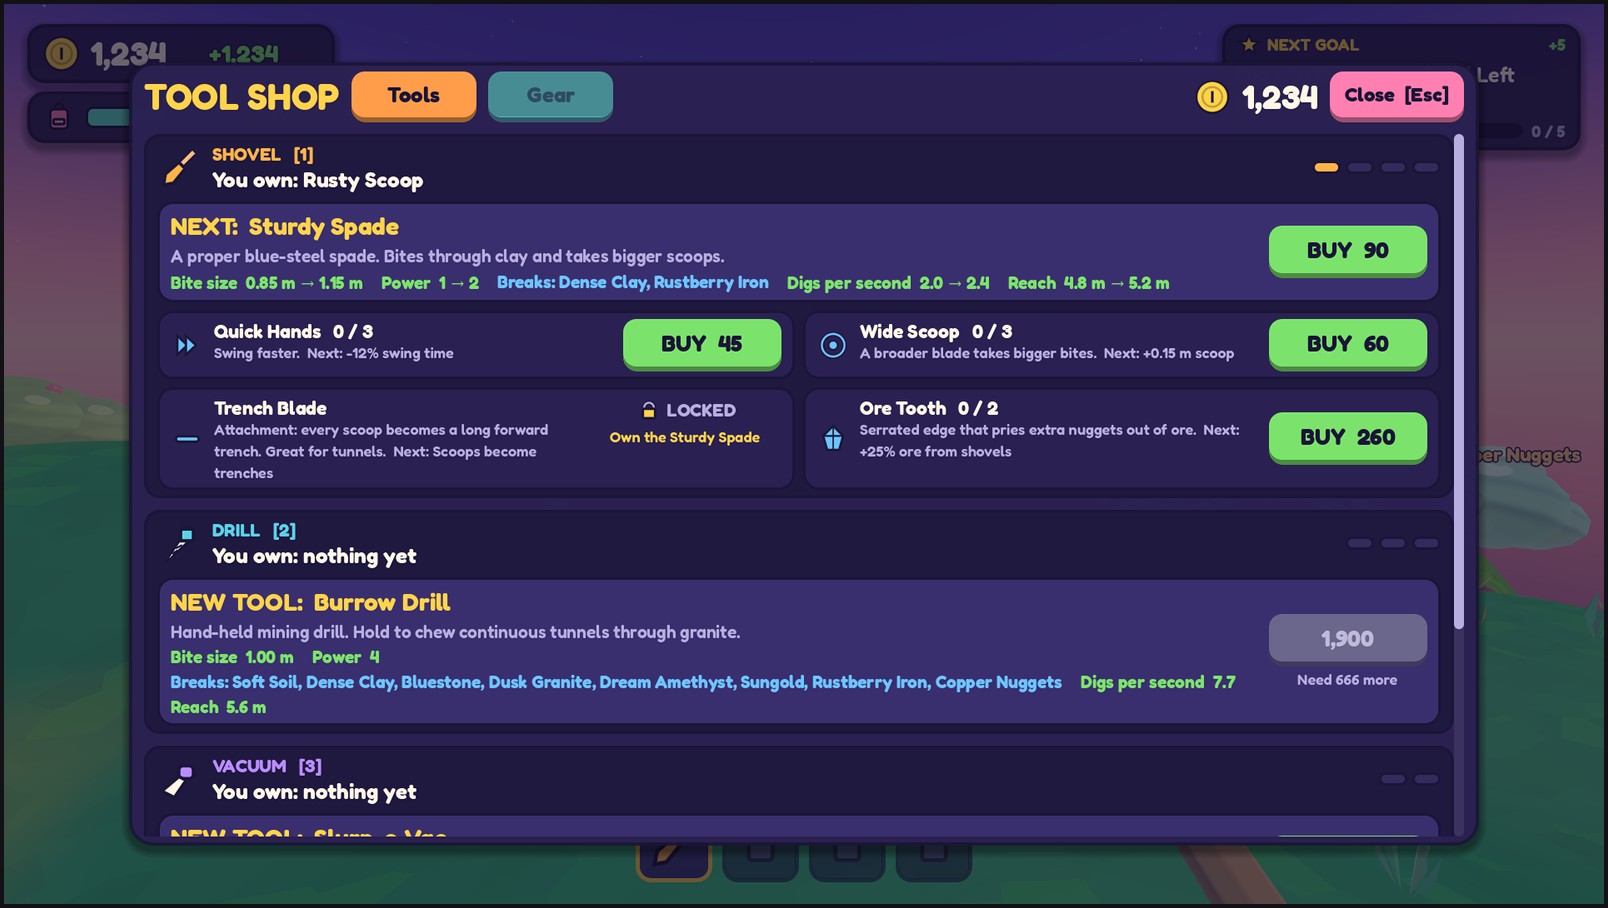 1,234 +1,234
★ NEXT GOAL +5
Left
0 / 5
TOOL SHOP Tools Gear 1,234 Close [Esc]
SHOVEL [1]
You own: Rusty Scoop
NEXT: Sturdy Spade
A proper blue-steel spade. Bites through clay and takes bigger scoops.
Bite size 0.85 m → 1.15 m Power 1 → 2 Breaks: Dense Clay, Rustberry Iron Digs per second 2.0 → 2.4 Reach 4.8 m → 5.2 m
BUY 90
Quick Hands 0 / 3
Swing faster. Next: -12% swing time
BUY 45
Wide Scoop 0 / 3
A broader blade takes bigger bites. Next: +0.15 m scoop
BUY 60
Trench Blade
Attachment: every scoop becomes a long forward
trench. Great for tunnels. Next: Scoops become
trenches
LOCKED
Own the Sturdy Spade
Ore Tooth 0 / 2
Serrated edge that pries extra nuggets out of ore. Next:
+25% ore from shovels
BUY 260
Nuggets
DRILL [2]
You own: nothing yet
NEW TOOL: Burrow Drill
Hand-held mining drill. Hold to chew continuous tunnels through granite.
Bite size 1.00 m Power 4
Breaks: Soft Soil, Dense Clay, Bluestone, Dusk Granite, Dream Amethyst, Sungold, Rustberry Iron, Copper Nuggets Digs per second 7.7
Reach 5.6 m
1,900
Need 666 more
VACUUM [3]
You own: nothing yet
NEW TOOL: